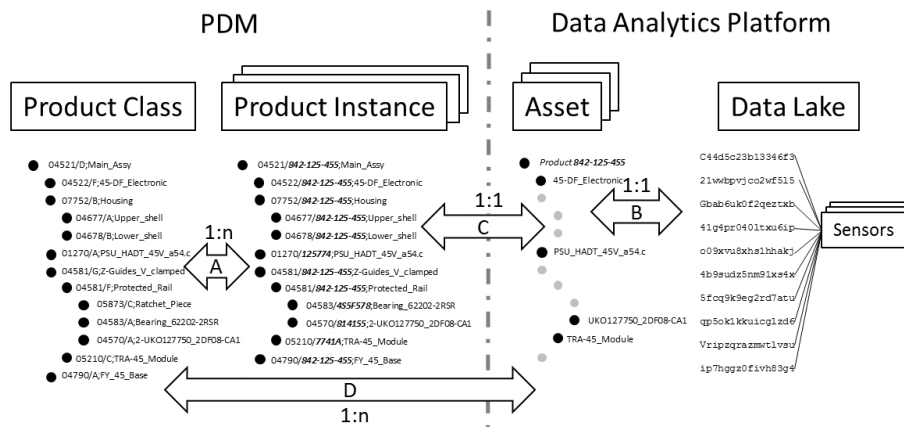 PDM
Data Analytics Platform
Product Class
Product Instance
Asset
Data Lake
04521/D;Main_Assy
04522/F;45-DF_Electronic
07752/B;Housing
04677/A;Upper_shell
04678/B;Lower_shell
01270/A;PSU_HADT_45V_a54.c
04581/G;Z-Guides_V_clamped
04581/F;Protected_Rail
05873/C;Ratchet_Piece
04583/A;Bearing_62202-2RSR
04570/A;2-UKO127750_2DF08-CA1
05210/C;TRA-45_Module
04790/A;FY_45_Base
1:n
A
04521/842-125-455;Main_Assy
04522/842-125-455;45-DF_Electronic
07752/842-125-455;Housing
04677/842-125-455;Upper_shell
04678/842-125-455;Lower_shell
01270/125774;PSU_HADT_45V_a54.c
04581/842-125-455;Z-Guides_V_clamped
04581/842-125-455;Protected_Rail
04583/4S5F578;Bearing_62202-2RSR
04570/814155;2-UKO127750_2DF08-CA1
05210/7741A;TRA-45_Module
04790/842-125-455;FY_45_Base
1:1
C
Product 842-125-455
45-DF_Electronic
PSU_HADT_45V_a54.c
UKO127750_2DF08-CA1
TRA-45_Module
1:1
B
C44d5c23b13346f3
21wwbpvjco2wf5l5
Gbab6uk0f2qeztxb
41g4pr040ltxu6ip
o09xvu8xhs1hhakj
4b9sudz5nm91xs4x
5fcq9k9eg2rd7atu
qp5ok1kkuicglzd6
Vripzqrazmwtlvsu
ip7hggz0fivh83g4
Sensors
D
1:n